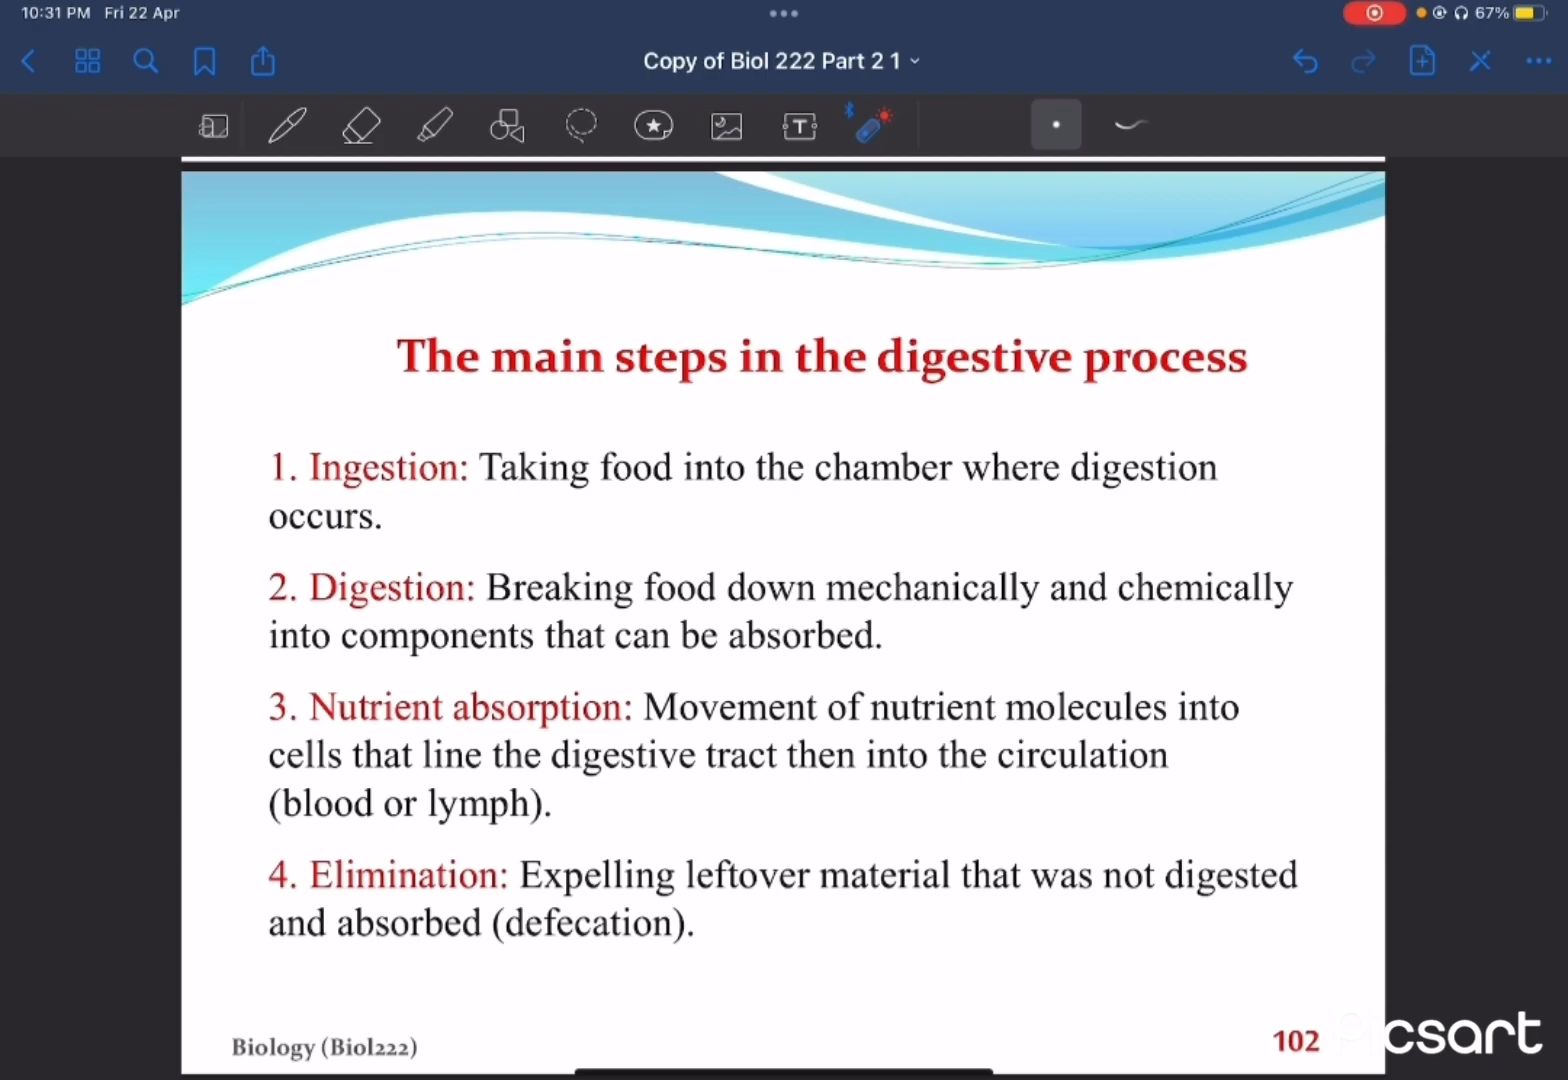 10:31 PM Fri 22 Apr
67%
Copy of Biol 222 Part 2 1
T
The main steps in the digestive process
1. Ingestion: Taking food into the chamber where digestion
occurs.
2. Digestion: Breaking food down mechanically and chemically
into components that can be absorbed.
3. Nutrient absorption: Movement of nutrient molecules into
cells that line the digestive tract then into the circulation
(blood or lymph).
4. Elimination: Expelling leftover material that was not digested
and absorbed (defecation).
Biology (Biol222)
102
Picsart